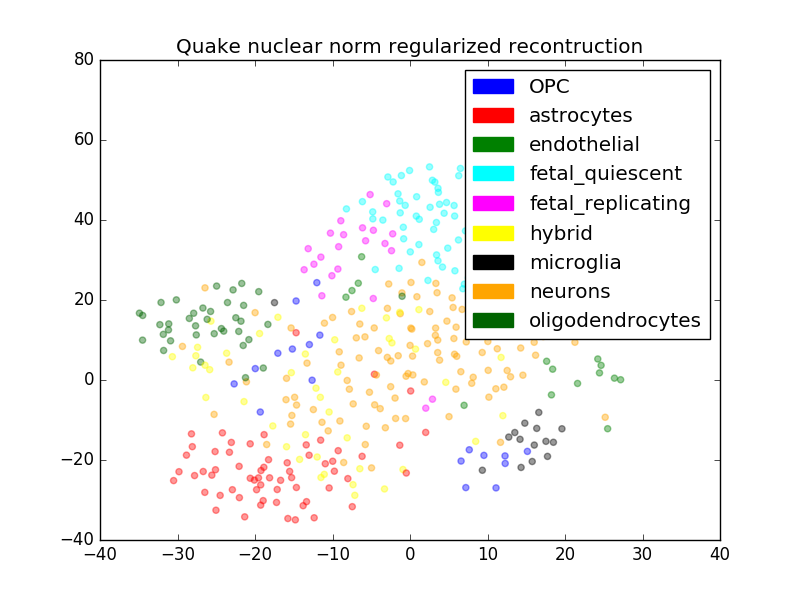 Quake nuclear norm regularized recontruction
80
60
40
20
0
−20
−40
−40 −30 −20 −10 0 10 20 30 40
OPC
astrocytes
endothelial
fetal_quiescent
fetal_replicating
hybrid
microglia
neurons
oligodendrocytes